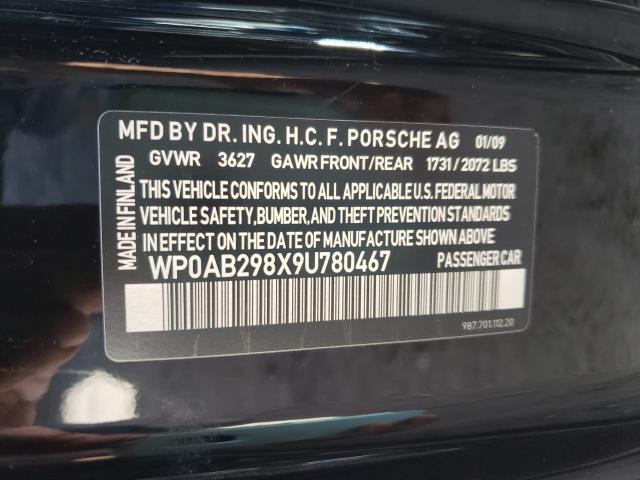 MFD BY DR. ING. H.C. F. PORSCHE AG 01/09
GVWR 3627 GAWR FRONT/REAR 1731/2072 LBS
THIS VEHICLE CONFORMS TO ALL APPLICABLE U.S. FEDERAL MOTOR
VEHICLE SAFETY, BUMPER, AND THEFT PREVENTION STANDARDS
IN EFFECT ON THE DATE OF MANUFACTURE SHOWN ABOVE.
WP0AB298X9U780467 PASSENGER CAR
987.701.112.20
MADE IN FINLAND